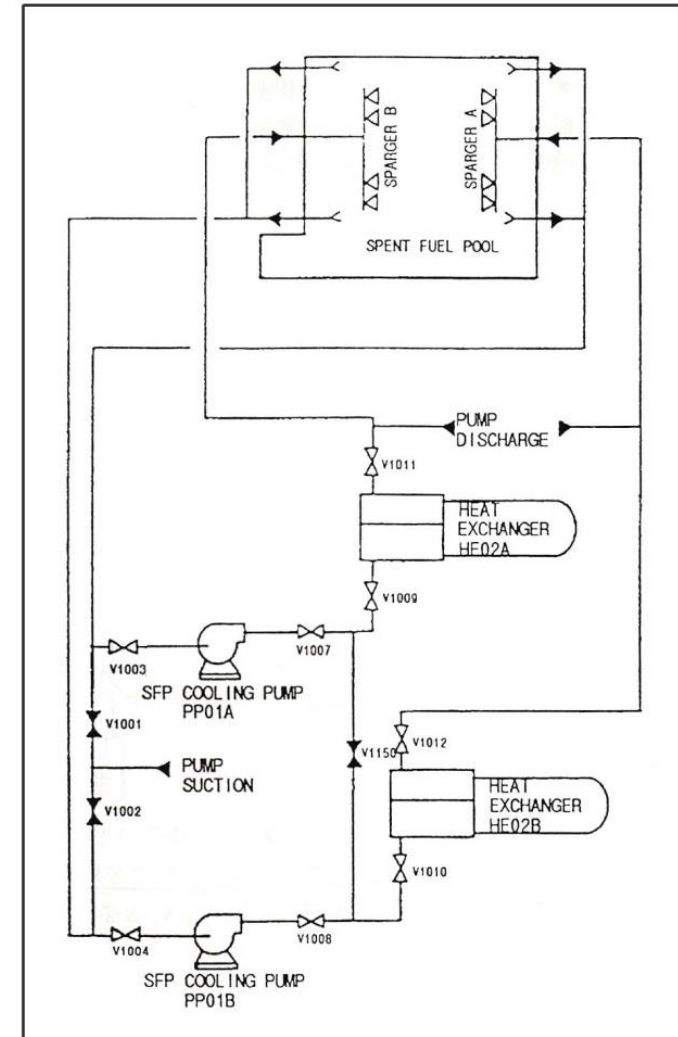 SPARGER B
SPARGER A
SPENT FUEL POOL
PUMP
DISCHARGE
V1011
HEAT
EXCHANGER
HE02A
V1009
V1003
V1007
SFP COOLING PUMP
PP01A
V1001
V1150
V1012
PUMP
SUCTION
V1002
HEAT
EXCHANGER
HE02B
V1010
V1004
V1008
SFP COOLING PUMP
PP01B